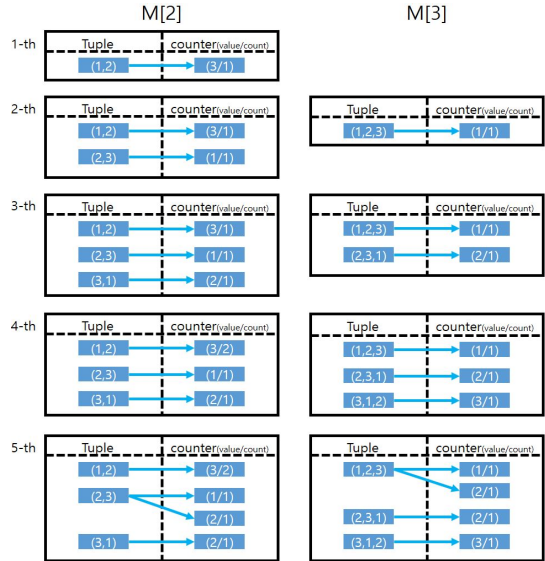 M[2] M[3]
1-th Tuple counter(value/count)
(1,2) (3/1)
2-th Tuple counter(value/count) Tuple counter(value/count)
(1,2) (3/1) (1,2,3) (1/1)
(2,3) (1/1)
3-th Tuple counter(value/count) Tuple counter(value/count)
(1,2) (3/1) (1,2,3) (1/1)
(2,3) (1/1) (2,3,1) (2/1)
(3,1) (2/1)
4-th Tuple counter(value/count) Tuple counter(value/count)
(1,2) (3/2) (1,2,3) (1/1)
(2,3) (1/1) (2,3,1) (2/1)
(3,1) (2/1) (3,1,2) (3/1)
5-th Tuple counter(value/count) Tuple counter(value/count)
(1,2) (3/2) (1,2,3) (1/1)
(2,3) (1/1) (2/1)
(2/1) (2,3,1) (2/1)
(3,1) (2/1) (3,1,2) (3/1)